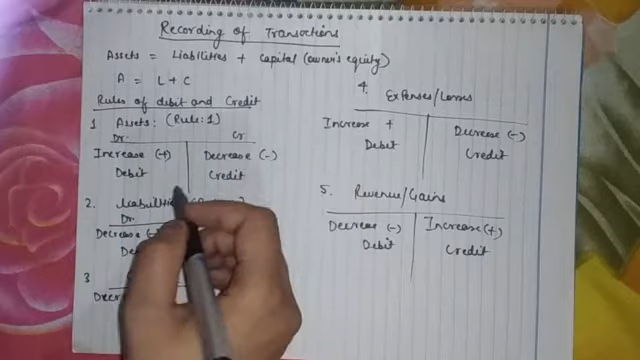 Recording of Transactions
Assets = Liabilities + Capital (owner's equity)
A = L + C
Rules of debit and Credit
1 Assets: (Rule: 1)
Dr. Cr
Increase (+) Decrease (-)
Debit Credit
2. Liabilities
Dr.
Decrease (-)
3
4. Expenses/Losses
Increase + Decrease (-)
Debit Credit
5. Revenue/Gains
Decrease (-) Increase (+)
Debit Credit